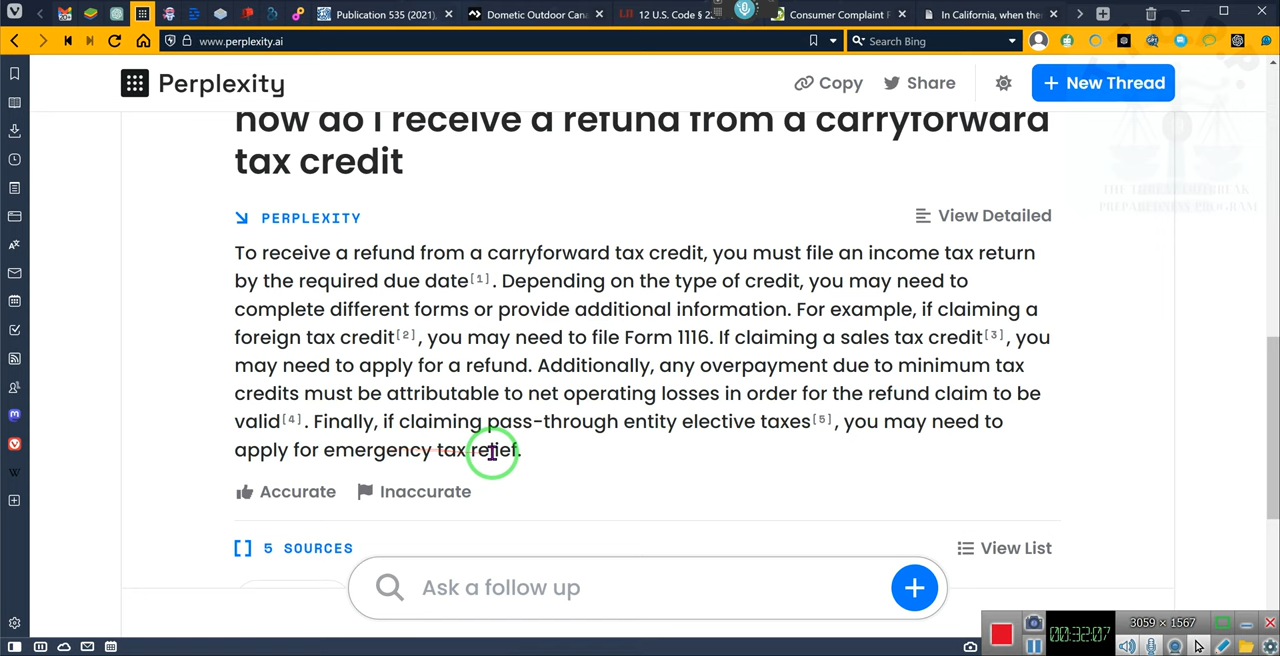 Publication 535 (2021),
Dometic Outdoor Can
12 U.S. Code § 2
Consumer Complaint F
In California, when the
www.perplexity.ai
Search Bing
Perplexity
Copy
Share
New Thread
how do I receive a refund from a carryforward
tax credit
PERPLEXITY
View Detailed
To receive a refund from a carryforward tax credit, you must file an income tax return
by the required due date[1]. Depending on the type of credit, you may need to
complete different forms or provide additional information. For example, if claiming a
foreign tax credit[2], you may need to file Form 1116. If claiming a sales tax credit[3], you
may need to apply for a refund. Additionally, any overpayment due to minimum tax
credits must be attributable to net operating losses in order for the refund claim to be
valid[4]. Finally, if claiming pass-through entity elective taxes[5], you may need to
apply for emergency tax relief.
Accurate
Inaccurate
5 SOURCES
View List
Ask a follow up
3059 × 1567
00:32:07
THE GREAT OUTBREAK
PREPAREDNESS PROGRAM